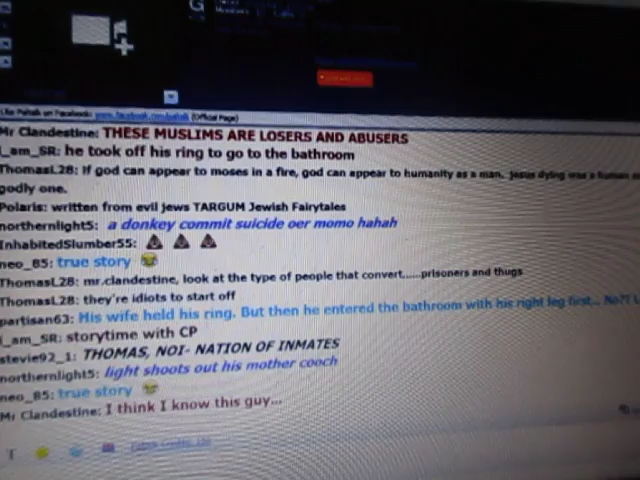 www.facebook.com/paltalk (Official Page)
Mr Clandestine: THESE MUSLIMS ARE LOSERS AND ABUSERS
I_am_SR: he took off his ring to go to the bathroom
ThomasL28: If god can appear to moses in a fire, god can appear to humanity as a man. jesus dying was a human
godly one.
Polaris: written from evil jews TARGUM Jewish Fairytales
northernlight5: a donkey commit suicide oer momo hahah
InhabitedSlumber55:
neo_85: true story
ThomasL28: mr.clandestine, look at the type of people that convert......prisoners and thugs
ThomasL28: they're idiots to start off
partisan63: His wife held his ring. But then he entered the bathroom with his right leg first...
I_am_SR: storytime with CP
stevie92_1: THOMAS, NOI- NATION OF INMATES
northernlight5: light shoots out his mother cooch
neo_85: true story
Mr Clandestine: I think I know this guy...